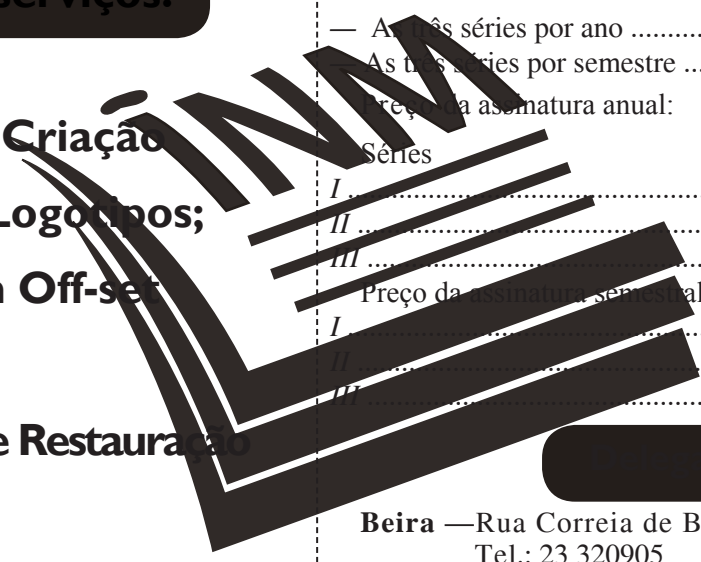 serviços:
Criação
Logotipos;
Off-set
e Restauração
INM
— As três séries por ano ..........
— As três séries por semestre ..
Preço da assinatura anual:
Séries
I ..........................................................
II .........................................................
III ........................................................
Preço da assinatura semestral
I ..........................................................
II .........................................................
III ........................................................
Beira —Rua Correia de B
Tel.: 23 320905